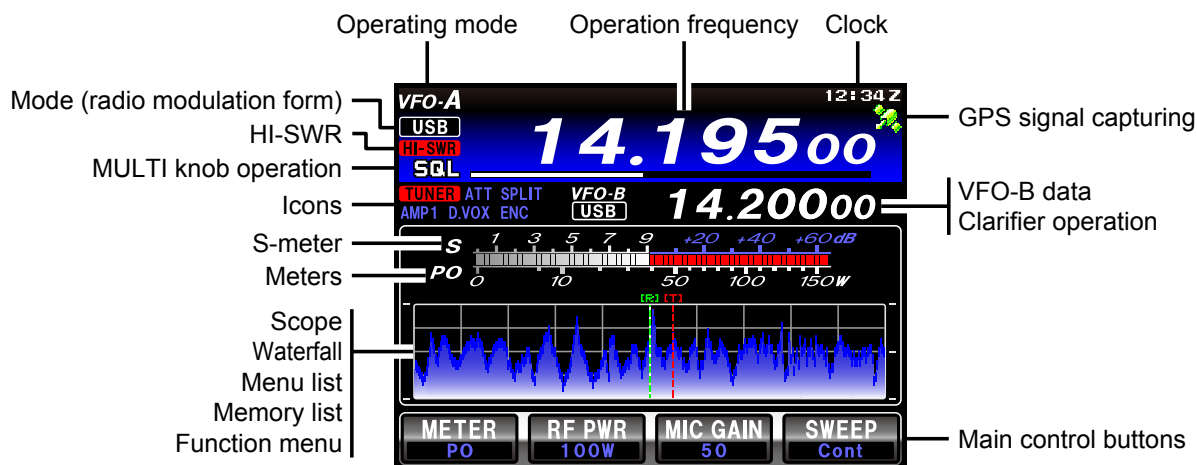 Operating mode
Operation frequency
Clock
Mode (radio modulation form)
HI-SWR
MULTI knob operation
Icons
S-meter
Meters
Scope
Waterfall
Menu list
Memory list
Function menu
VFO-A
12:34Z
USB
HI-SWR
14.19500
SQL
TUNER ATT SPLIT
AMP1 D.VOX ENC
VFO-B
USB
14.20000
S 1 3 5 7 9 +20 +40 +60dB
PO 0 10 50 100 150W
[R] [T]
METER
PO
RF PWR
100W
MIC GAIN
50
SWEEP
Cont
GPS signal capturing
VFO-B data
Clarifier operation
Main control buttons